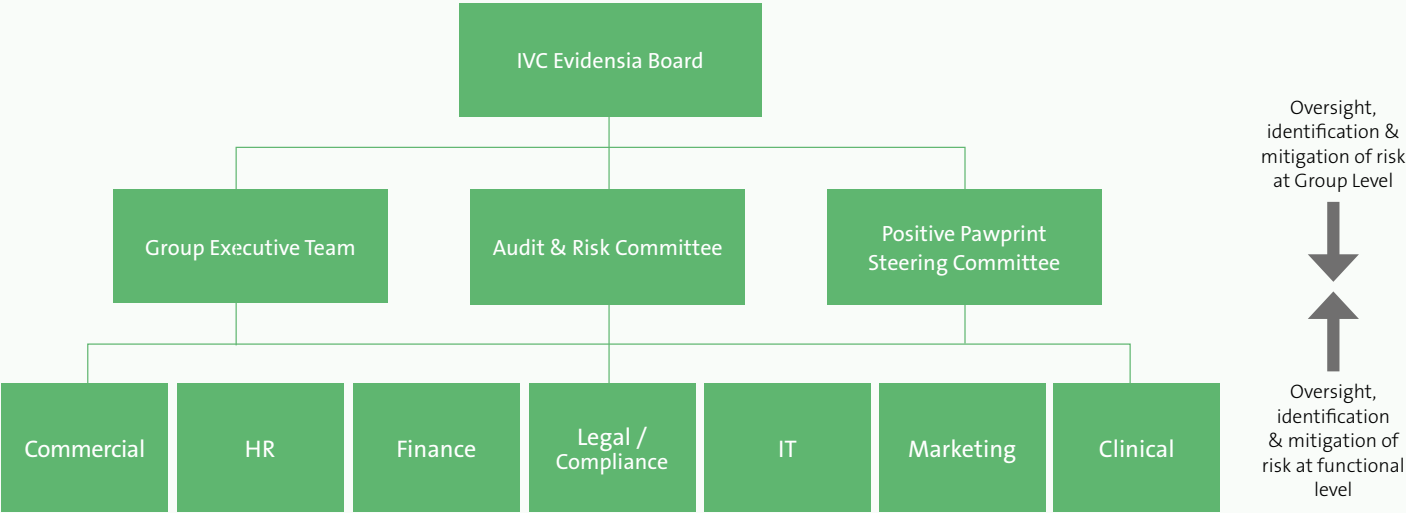 IVC Evidensia Board
Group Executive Team
Audit & Risk Committee
Positive Pawprint
Steering Committee
Commercial
HR
Finance
Legal /
Compliance
IT
Marketing
Clinical
Oversight,
identification &
mitigation of risk
at Group Level
Oversight,
identification
& mitigation of
risk at functional
level